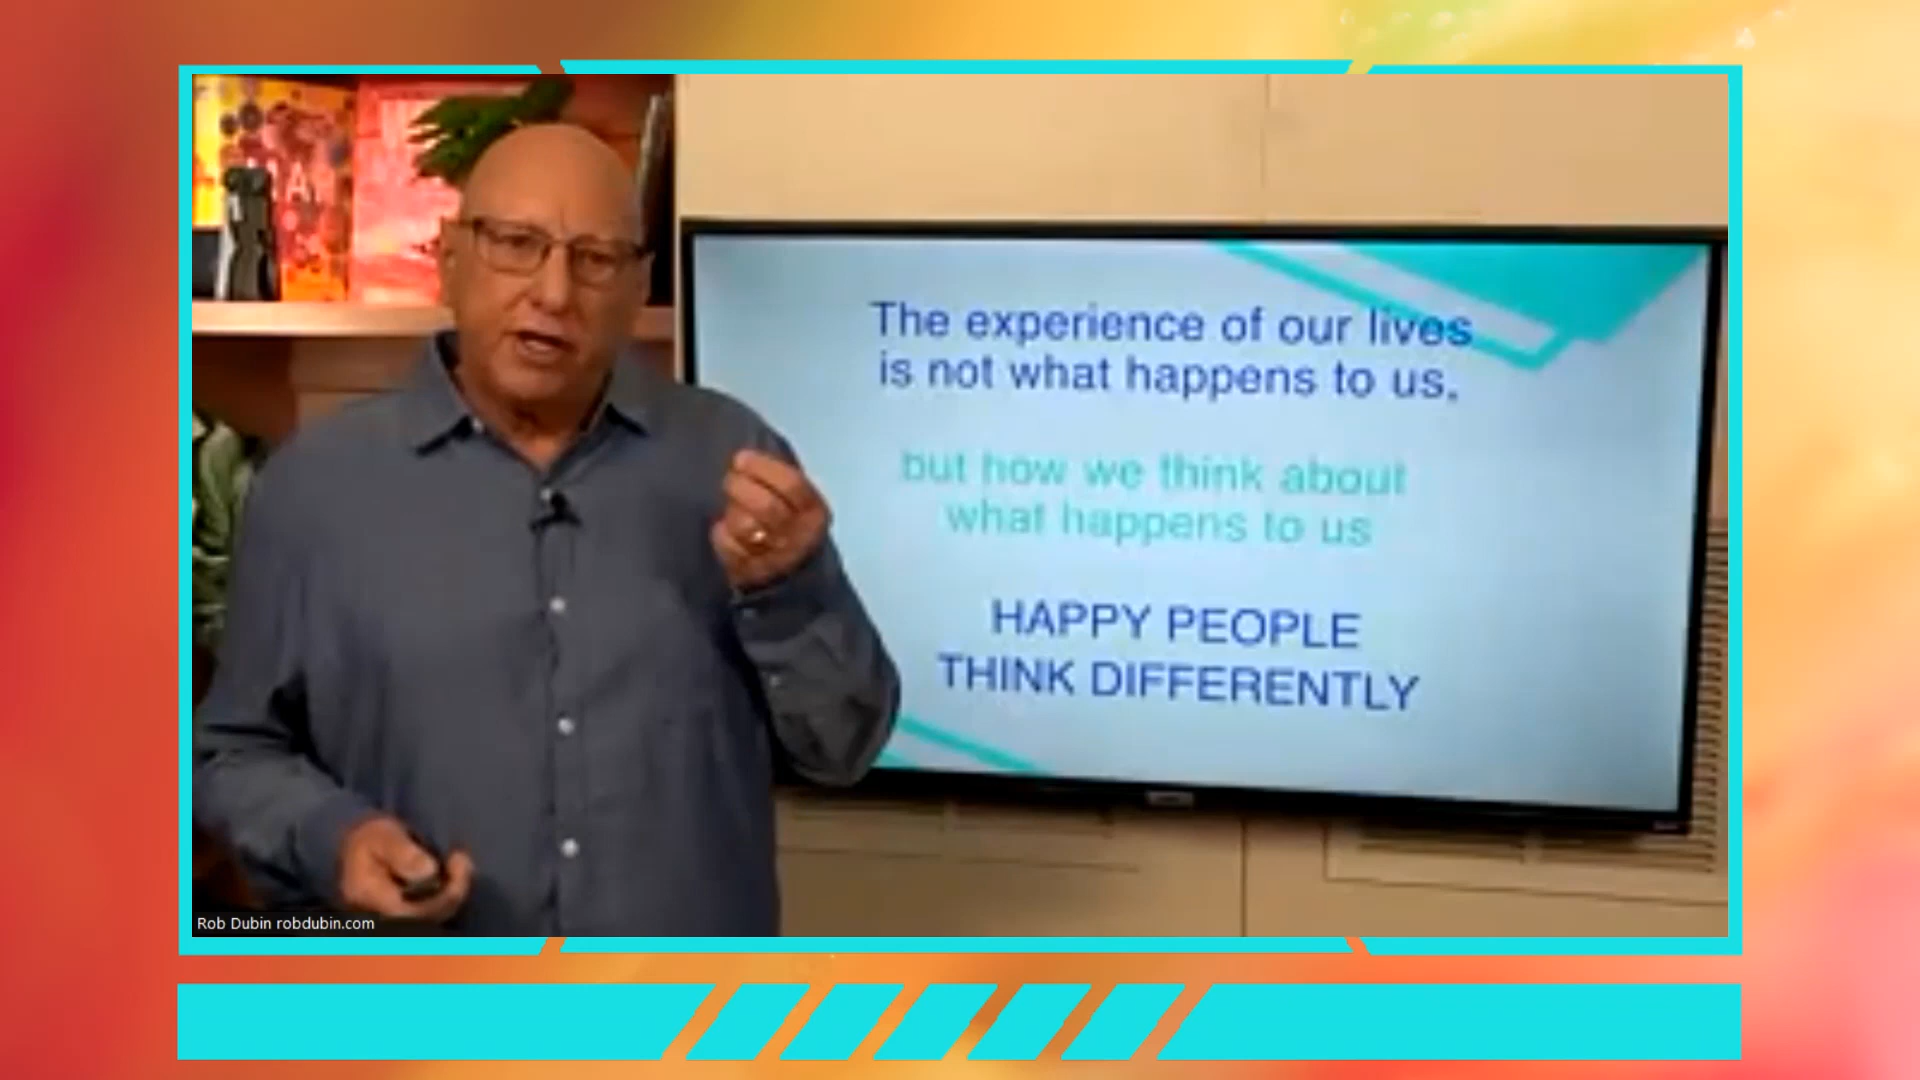 The experience of our lives
is not what happens to us,
but how we think about
what happens to us
HAPPY PEOPLE
THINK DIFFERENTLY
Rob Dubin robdubin.com